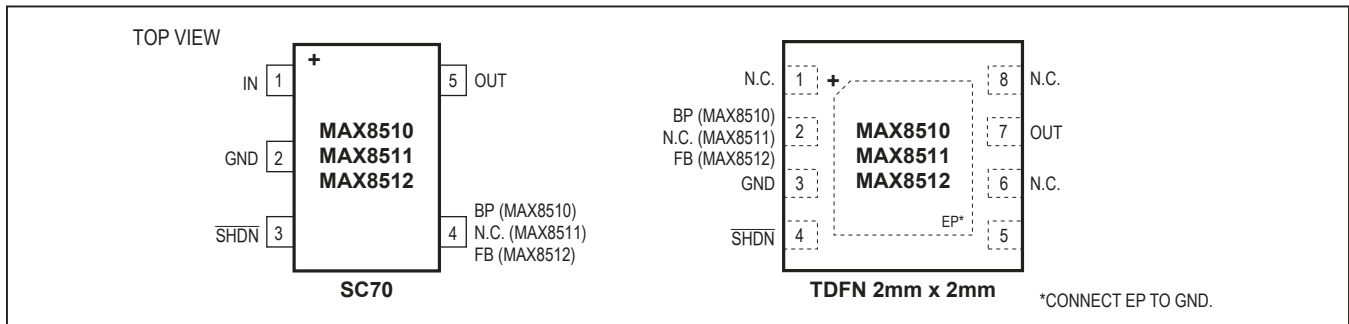 TOP VIEW
+
IN 1
5 OUT
MAX8510
MAX8511
MAX8512
GND 2
SHDN 3
4
BP (MAX8510)
N.C. (MAX8511)
FB (MAX8512)
SC70
N.C. 1
+
8 N.C.
BP (MAX8510)
N.C. (MAX8511)
FB (MAX8512)
2
MAX8510
MAX8511
MAX8512
7 OUT
GND 3
6 N.C.
EP*
SHDN 4
5
TDFN 2mm x 2mm
*CONNECT EP TO GND.